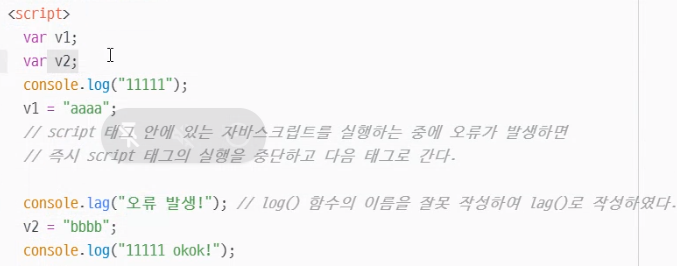 <script>
var v1;
var v2;
console.log("11111");
v1 = "aaaa";
// script 태그 안에 있는 자바스크립트를 실행하는 중에 오류가 발생하면
// 즉시 script 태그의 실행을 중단하고 다음 태그로 간다.
console.lag("오류 발생!"); // log() 함수의 이름을 잘못 작성하여 lag()로 작성하였다.
v2 = "bbbb";
console.log("11111 okok!");